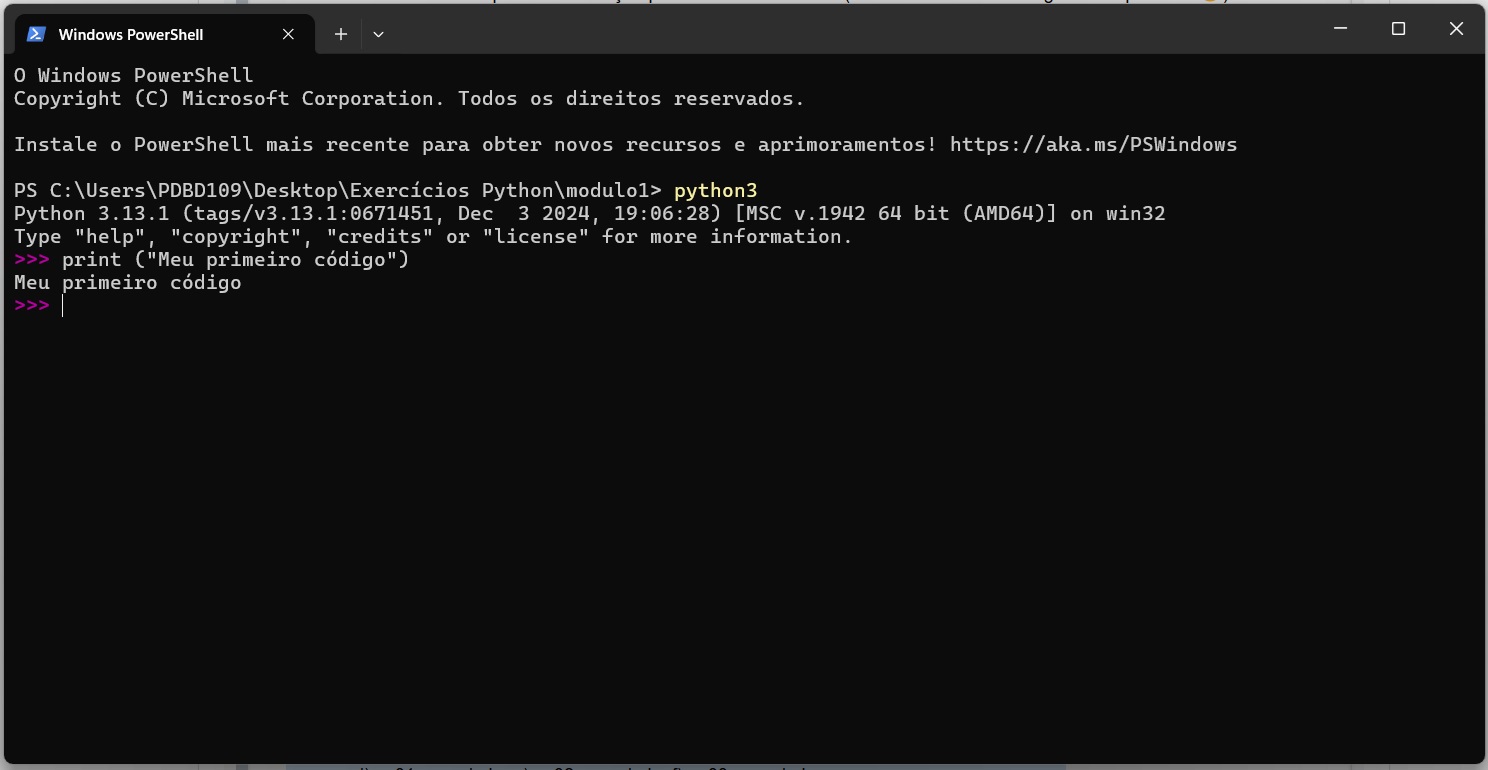 Windows PowerShell
O Windows PowerShell
Copyright (C) Microsoft Corporation. Todos os direitos reservados.
Instale o PowerShell mais recente para obter novos recursos e aprimoramentos! https://aka.ms/PSWindows
PS C:\Users\PDBD109\Desktop\Exercícios Python\modulo1> python3
Python 3.13.1 (tags/v3.13.1:0671451, Dec  3 2024, 19:06:28) [MSC v.1942 64 bit (AMD64)] on win32
Type "help", "copyright", "credits" or "license" for more information.
>>> print ("Meu primeiro código")
Meu primeiro código
>>>